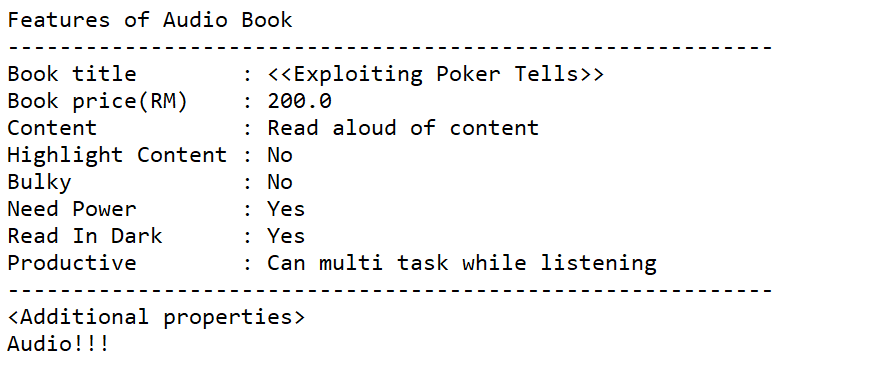 Features of Audio Book
-----------------------------------------------------------
Book title        : <<Exploiting Poker Tells>>
Book price(RM)    : 200.0
Content           : Read aloud of content
Highlight Content : No
Bulky             : No
Need Power        : Yes
Read In Dark      : Yes
Productive        : Can multi task while listening
-----------------------------------------------------------
<Additional properties>
Audio!!!